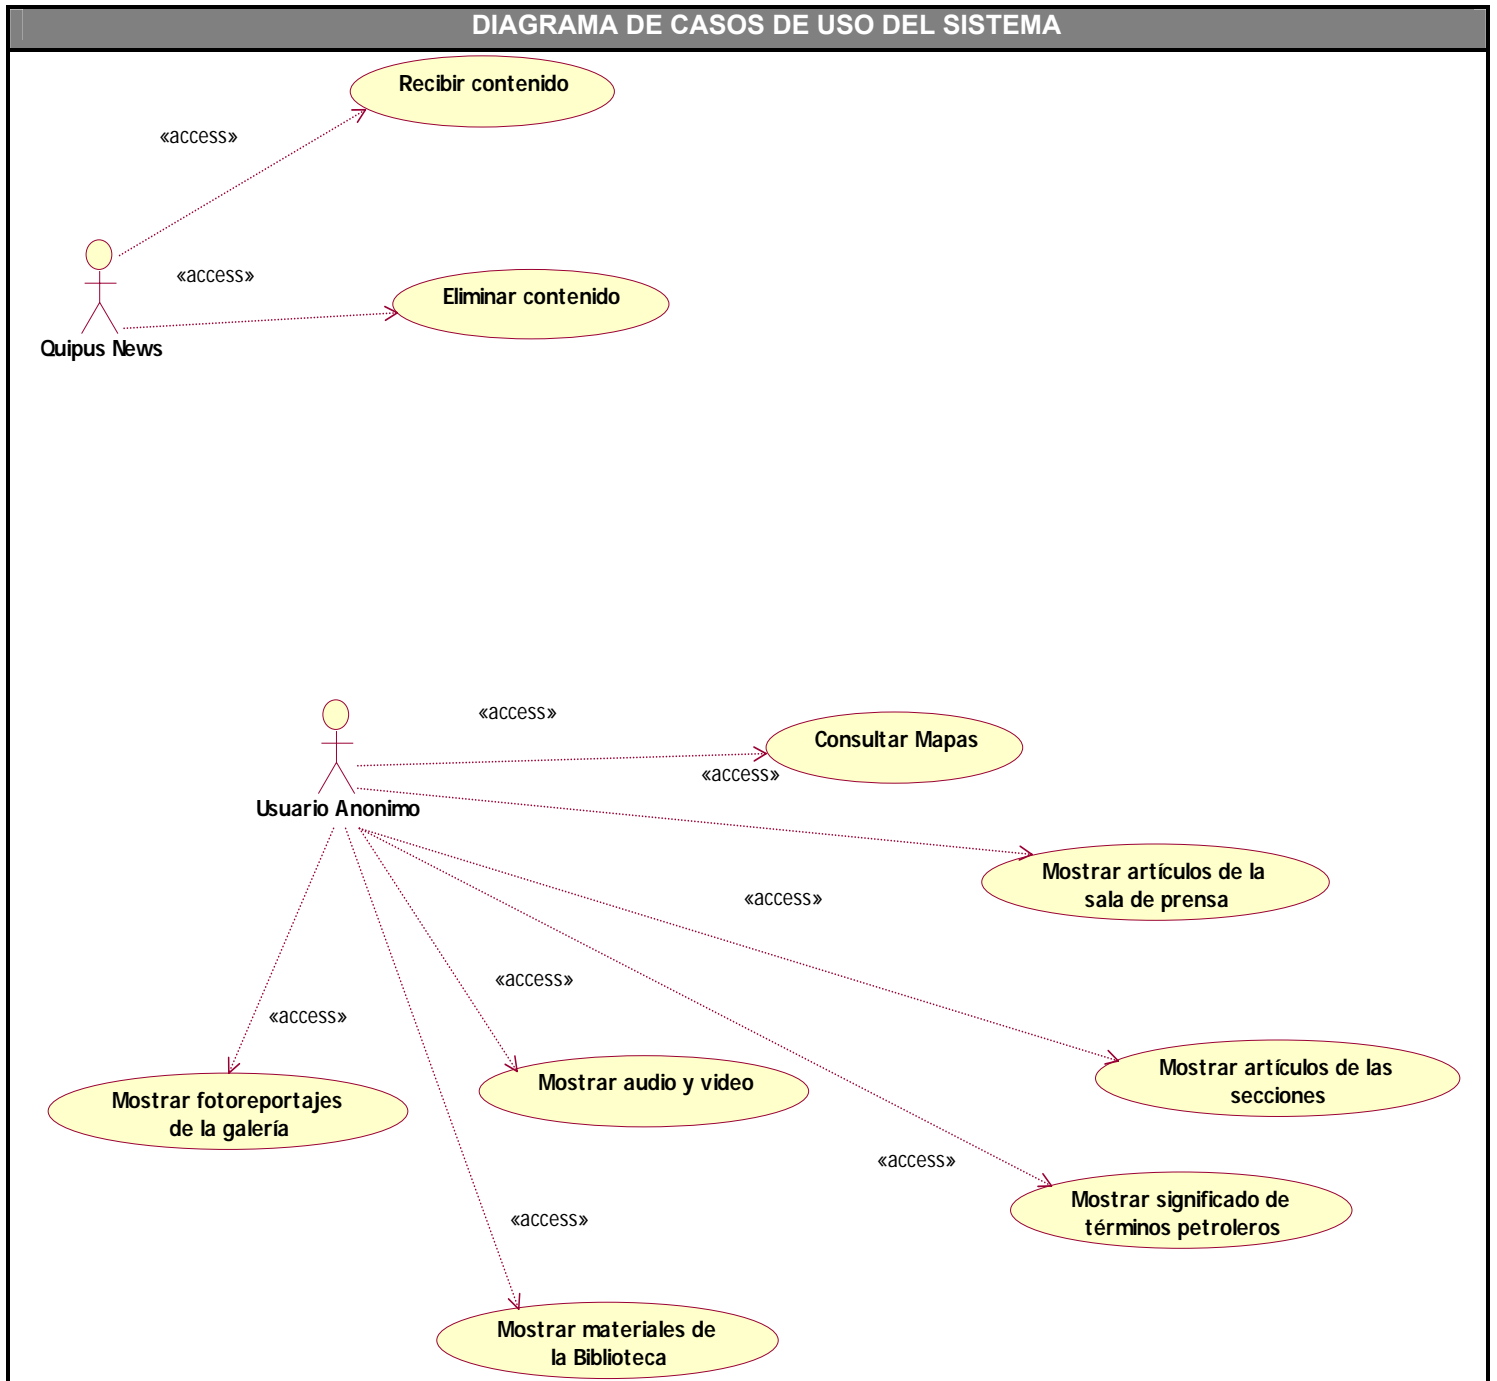 DIAGRAMA DE CASOS DE USO DEL SISTEMA
Recibir contenido
«access»
«access»
Eliminar contenido
Quipus News
«access»
Consultar Mapas
«access»
Usuario Anonimo
Mostrar artículos de la
sala de prensa
«access»
«access»
«access»
Mostrar artículos de las
secciones
Mostrar audio y video
Mostrar fotoreportajes
de la galería
«access»
Mostrar significado de
términos petroleros
«access»
Mostrar materiales de
la Biblioteca